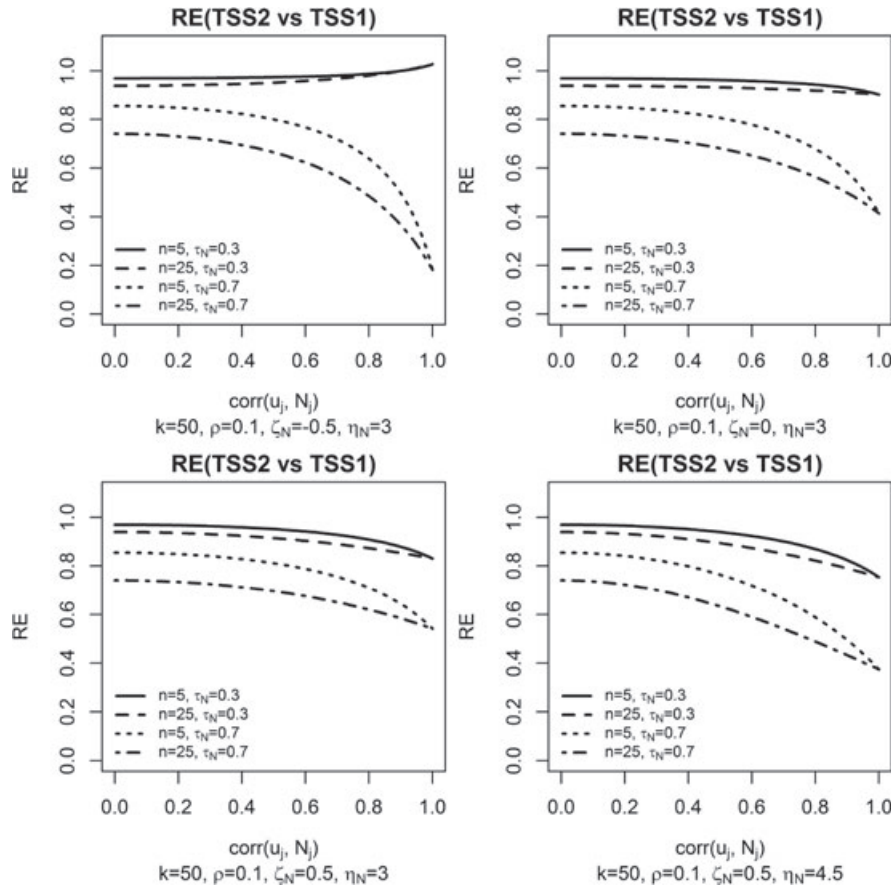 RE(TSS2 vs TSS1)
RE
1.0
0.8
0.6
0.4
0.2
0.0
n=5, τN=0.3
n=25, τN=0.3
n=5, τN=0.7
n=25, τN=0.7
0.0 0.2 0.4 0.6 0.8 1.0
corr(uj, Nj)
k=50, ρ=0.1, ζN=-0.5, ηN=3
RE(TSS2 vs TSS1)
RE
1.0
0.8
0.6
0.4
0.2
0.0
n=5, τN=0.3
n=25, τN=0.3
n=5, τN=0.7
n=25, τN=0.7
0.0 0.2 0.4 0.6 0.8 1.0
corr(uj, Nj)
k=50, ρ=0.1, ζN=0, ηN=3
RE(TSS2 vs TSS1)
RE
1.0
0.8
0.6
0.4
0.2
0.0
n=5, τN=0.3
n=25, τN=0.3
n=5, τN=0.7
n=25, τN=0.7
0.0 0.2 0.4 0.6 0.8 1.0
corr(uj, Nj)
k=50, ρ=0.1, ζN=0.5, ηN=3
RE(TSS2 vs TSS1)
RE
1.0
0.8
0.6
0.4
0.2
0.0
n=5, τN=0.3
n=25, τN=0.3
n=5, τN=0.7
n=25, τN=0.7
0.0 0.2 0.4 0.6 0.8 1.0
corr(uj, Nj)
k=50, ρ=0.1, ζN=0.5, ηN=4.5